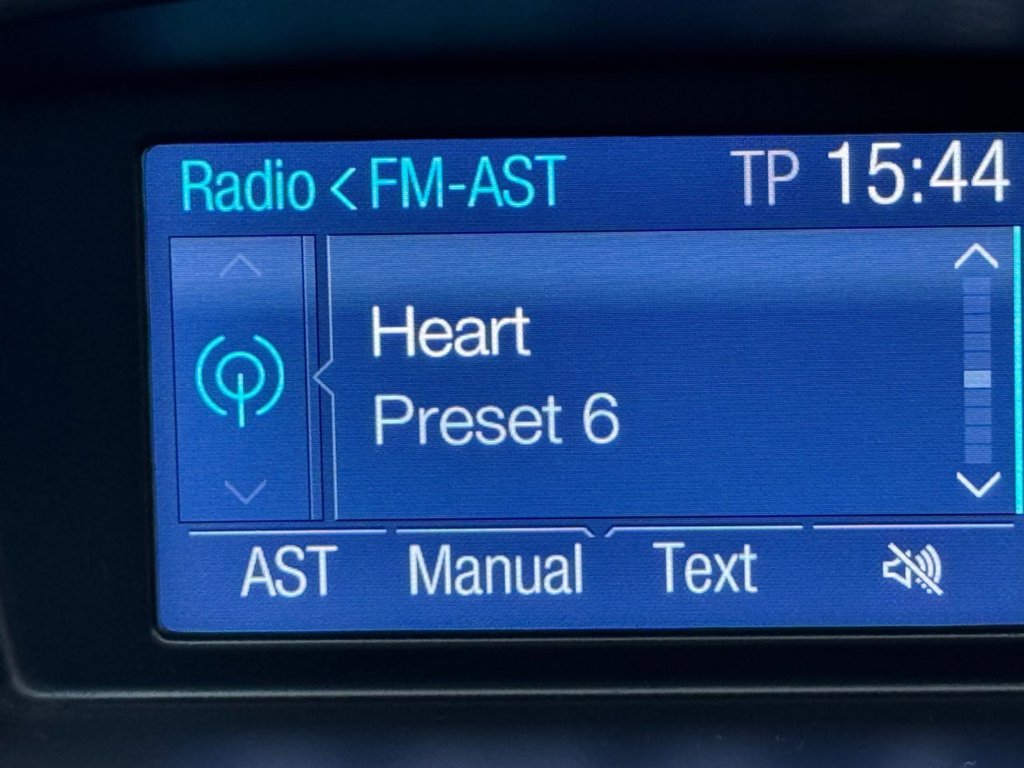 Radio < FM-AST TP 15:44
Heart
Preset 6
AST Manual Text